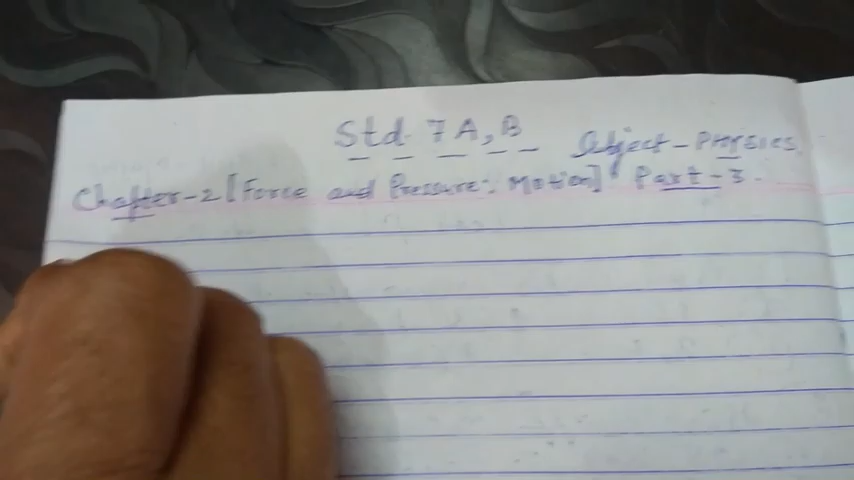 Std 7 A, B
Subject - Physics
Chapter-2 [Force and Pressure: Motion] Part-3.